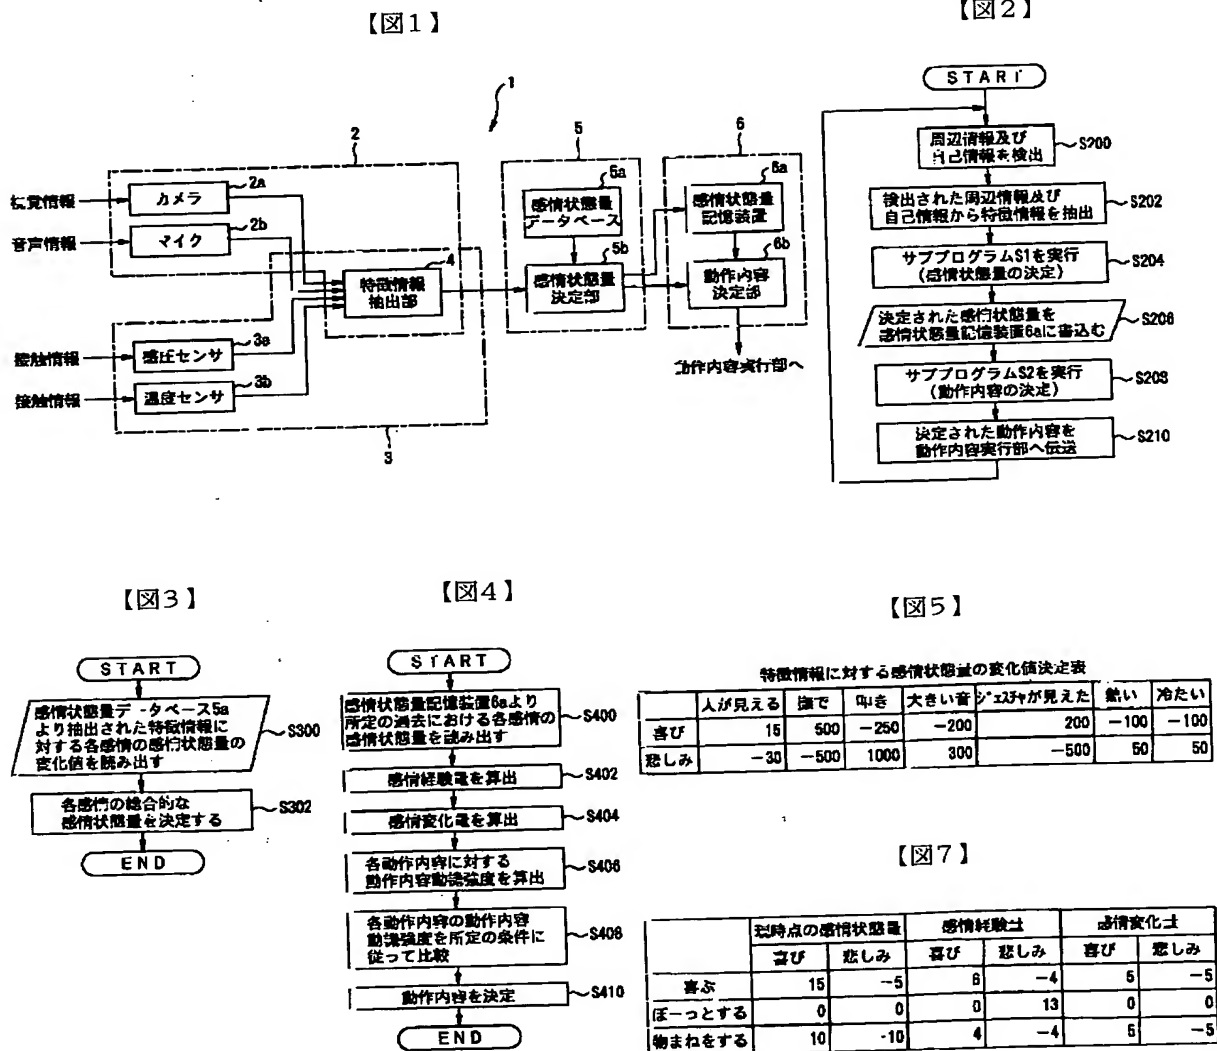 【図1】
1
2
5
6
視覚情報
カメラ
2a
音声情報
マイク
2b
特徴情報
抽出部
4
接触情報
感圧センサ
3a
接触情報
温度センサ
3b
3
感情状態量
データベース
5a
感情状態量
決定部
5b
感情状態量
記憶装置
6a
動作内容
決定部
6b
動作内容実行部へ
【図2】
START
周辺情報及び
自己情報を検出
S200
検出された周辺情報及び
自己情報から特徴情報を抽出
S202
サブプログラムS1を実行
(感情状態量の決定)
S204
決定された感情状態量を
感情状態量記憶装置6aに書込む
S206
サブプログラムS2を実行
(動作内容の決定)
S208
決定された動作内容を
動作内容実行部へ伝送
S210
【図3】
START
感情状態量データベース5a
より抽出された特徴情報に
対する各感情の感情状態量の
変化値を読み出す
S300
各感情の総合的な
感情状態量を決定する
S302
END
【図4】
START
感情状態量記憶装置6aより
所定の過去における各感情の
感情状態量を読み出す
S400
感情経験量を算出
S402
感情変化量を算出
S404
各動作内容に対する
動作内容動議強度を算出
S406
各動作内容の動作内容
動議強度を所定の条件に
従って比較
S408
動作内容を決定
S410
END
【図5】
特徴情報に対する感情状態量の変化値決定表
人が見える 撫で 叩き 大きい音 ジェスチャが見えた 熱い 冷たい
喜び 15 500 −250 −200 200 −100 −100
悲しみ −30 −500 1000 300 −500 50 50
【図7】
現時点の感情状態量 感情経験量 感情変化量
喜び 悲しみ 喜び 悲しみ 喜び 悲しみ
喜ぶ 15 −5 6 −4 5 −5
ぼーっとする 0 0 0 13 0 0
物まねをする 10 -10 4 −4 5 −5